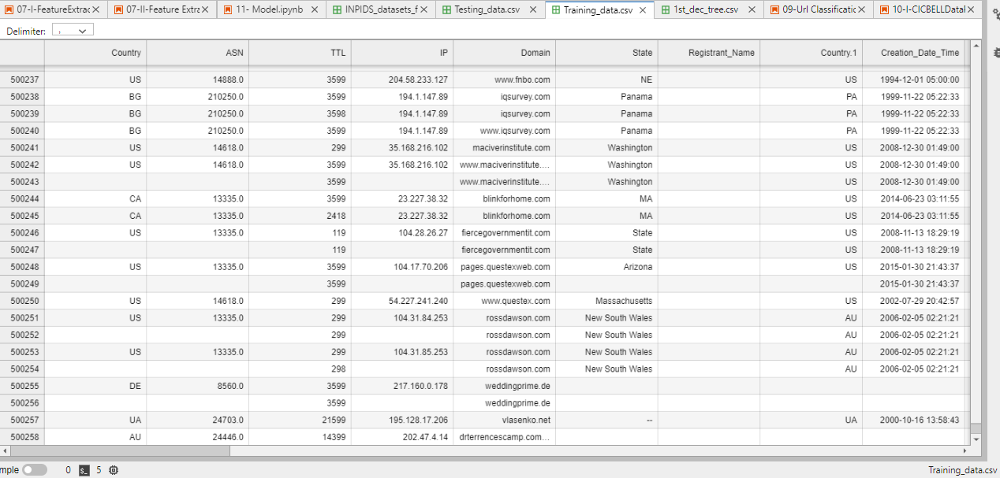 07-I-FeatureExtrac 07-II-Feature Extra 11- Model.ipynb INPIDS_datasets_f Testing_data.csv Training_data.csv 1st_dec_tree.csv 09-Url Classificatic 10-I-CICBELLDatal
Delimiter: ,
Country ASN TTL IP Domain State Registrant_Name Country.1 Creation_Date_Time
500237 US 14888.0 3599 204.58.233.127 www.fnbo.com NE US 1994-12-01 05:00:00
500238 BG 210250.0 3599 194.1.147.89 iqsurvey.com Panama PA 1999-11-22 05:22:33
500239 BG 210250.0 3598 194.1.147.89 iqsurvey.com Panama PA 1999-11-22 05:22:33
500240 BG 210250.0 3599 194.1.147.89 www.iqsurvey.com Panama PA 1999-11-22 05:22:33
500241 US 14618.0 299 35.168.216.102 maciverinstitute.com Washington US 2008-12-30 01:49:00
500242 US 14618.0 3599 35.168.216.102 www.maciverinstitute.... Washington US 2008-12-30 01:49:00
500243 3599 www.maciverinstitute.... Washington US 2008-12-30 01:49:00
500244 CA 13335.0 3599 23.227.38.32 blinkforhome.com MA US 2014-06-23 03:11:55
500245 CA 13335.0 2418 23.227.38.32 blinkforhome.com MA US 2014-06-23 03:11:55
500246 US 13335.0 119 104.28.26.27 fiercegovernmentit.com State US 2008-11-13 18:29:19
500247 119 fiercegovernmentit.com State US 2008-11-13 18:29:19
500248 US 13335.0 3599 104.17.70.206 pages.questexweb.com Arizona US 2015-01-30 21:43:37
500249 3599 pages.questexweb.com 2015-01-30 21:43:37
500250 US 14618.0 299 54.227.241.240 www.questex.com Massachusetts US 2002-07-29 20:42:57
500251 US 13335.0 299 104.31.84.253 rossdawson.com New South Wales AU 2006-02-05 02:21:21
500252 299 rossdawson.com New South Wales AU 2006-02-05 02:21:21
500253 US 13335.0 299 104.31.85.253 rossdawson.com New South Wales AU 2006-02-05 02:21:21
500254 298 rossdawson.com New South Wales AU 2006-02-05 02:21:21
500255 DE 8560.0 3599 217.160.0.178 weddingprime.de
500256 3599 weddingprime.de
500257 UA 24703.0 21599 195.128.17.206 vlasenko.net -- UA 2000-10-16 13:58:43
500258 AU 24446.0 14399 202.47.4.14 drterrencescamp.com...
mple 0 5 Training_data.csv